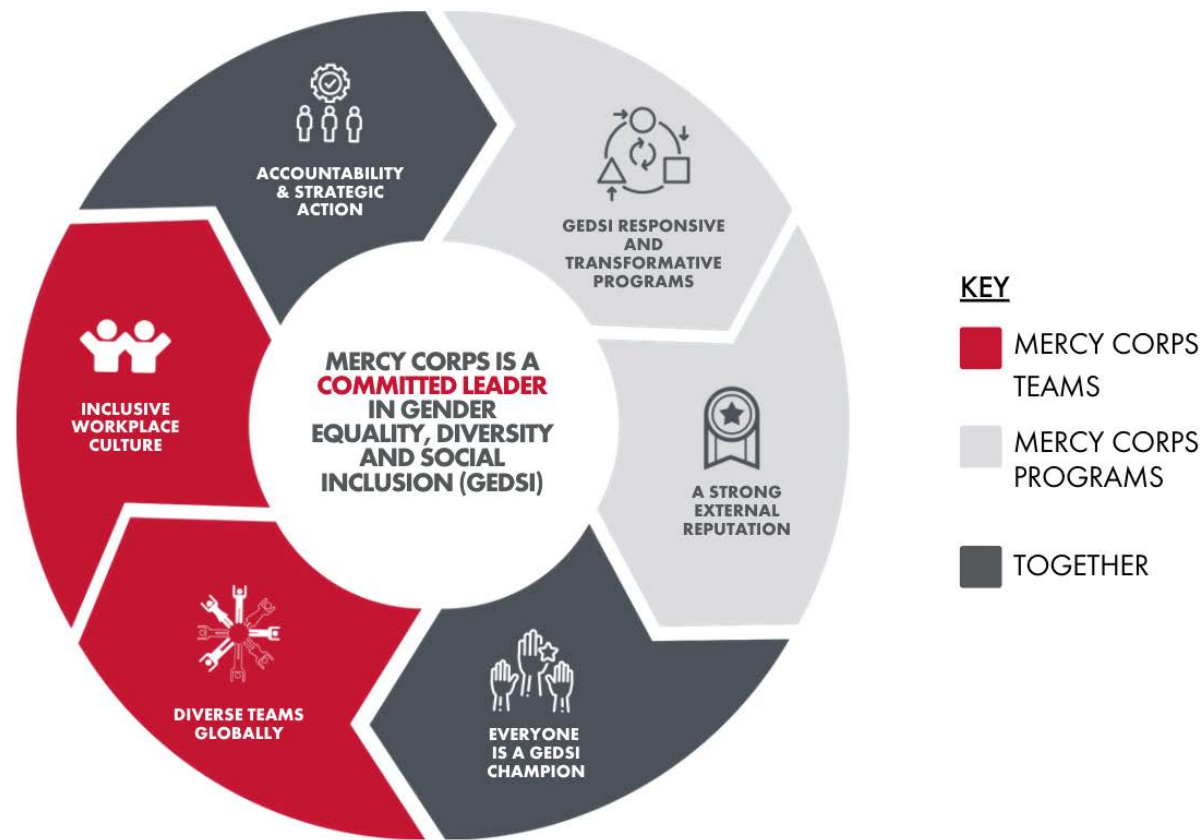 ACCOUNTABILITY
& STRATEGIC
ACTION
GEDSI RESPONSIVE
AND
TRANSFORMATIVE
PROGRAMS
A STRONG
EXTERNAL
REPUTATION
EVERYONE
IS A GEDSI
CHAMPION
DIVERSE TEAMS
GLOBALLY
INCLUSIVE
WORKPLACE
CULTURE
MERCY CORPS IS A
COMMITTED LEADER
IN GENDER
EQUALITY, DIVERSITY
AND SOCIAL
INCLUSION (GEDSI)
KEY
MERCY CORPS
TEAMS
MERCY CORPS
PROGRAMS
TOGETHER